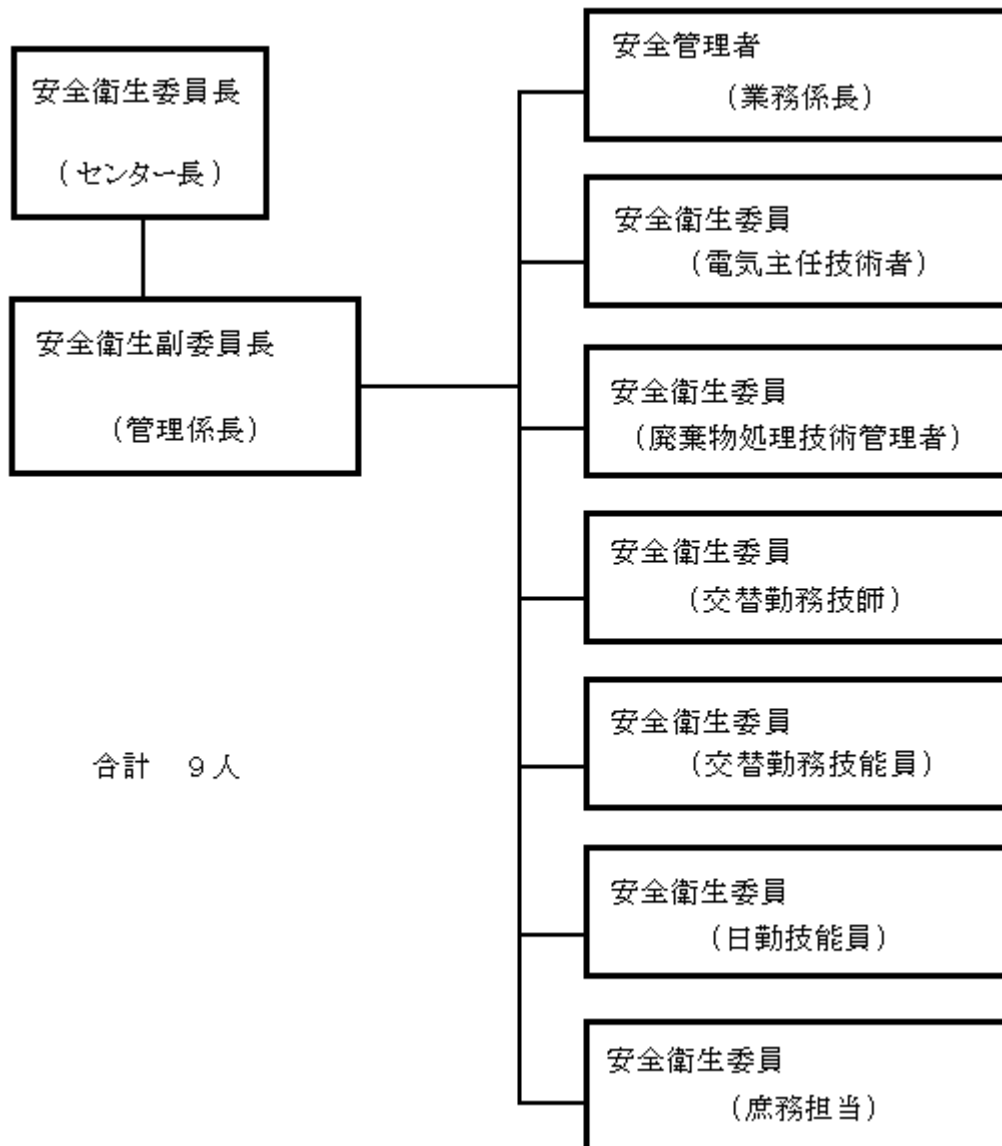 安全衛生委員長
(センター長)
安全衛生副委員長
(管理係長)
合計 9人
安全管理者
(業務係長)
安全衛生委員
(電気主任技術者)
安全衛生委員
(廃棄物処理技術管理者)
安全衛生委員
(交替勤務技師)
安全衛生委員
(交替勤務技能員)
安全衛生委員
(日勤技能員)
安全衛生委員
(庶務担当)